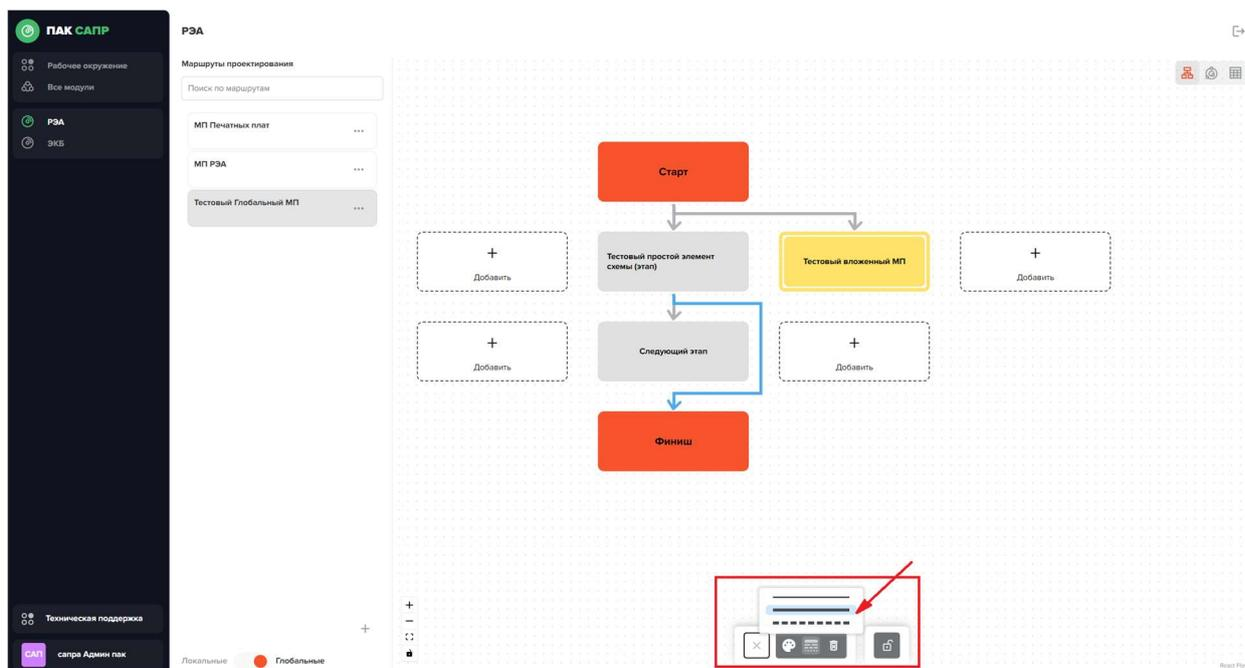 ПАК САПР
РЭА
Рабочее окружение
Все модули
РЭА
ЭКБ
Маршруты проектирования
Поиск по маршрутам
МП Печатных плат
МП РЭА
Тестовый Глобальный МП
Старт
Добавить
Тестовый простой элемент
схемы (этап)
Тестовый вложенный МП
Добавить
Добавить
Следующий этап
Добавить
Финиш
Техническая поддержка
САП
сапра Админ пак
Локальные
Глобальные